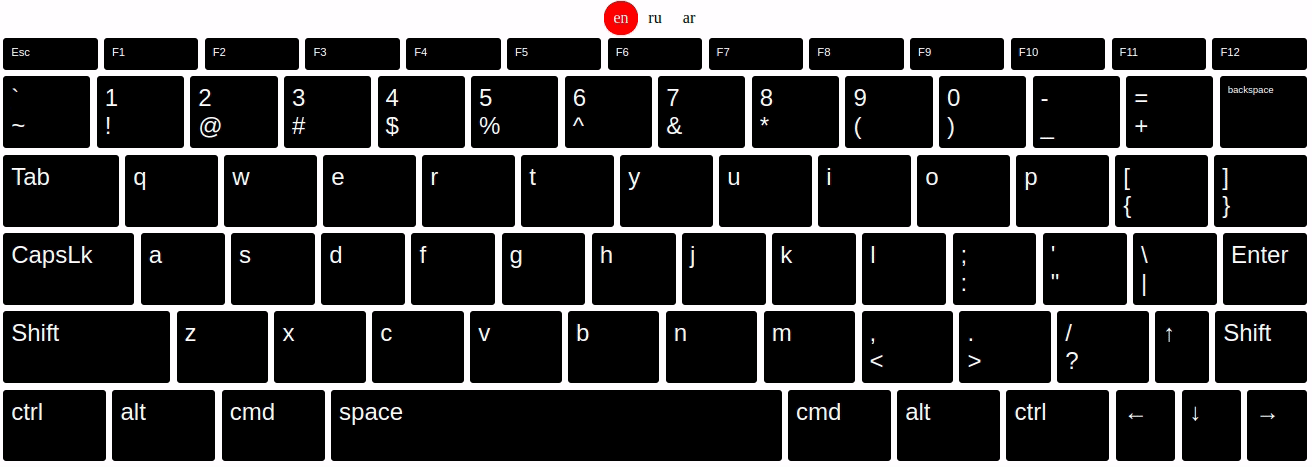 en ru ar
Esc F1 F2 F3 F4 F5 F6 F7 F8 F9 F10 F11 F12
` 1 2 3 4 5 6 7 8 9 0 - = backspace
~ ! @ # $ % ^ & * ( ) _ +
Tab q w e r t y u i o p [ ]
{ }
CapsLk a s d f g h j k l ; ' \ Enter
: " |
Shift z x c v b n m , . / ↑ Shift
< > ?
ctrl alt cmd space cmd alt ctrl ← ↓ →